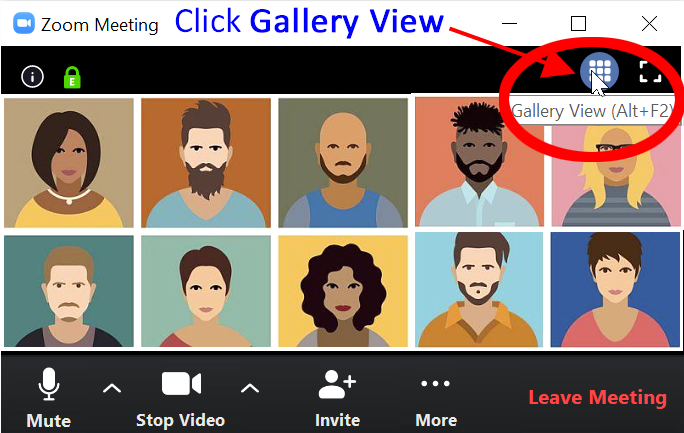 Zoom Meeting
Click Gallery View
i
E
Gallery View (Alt+F2)
Mute
Stop Video
Invite
More
Leave Meeting